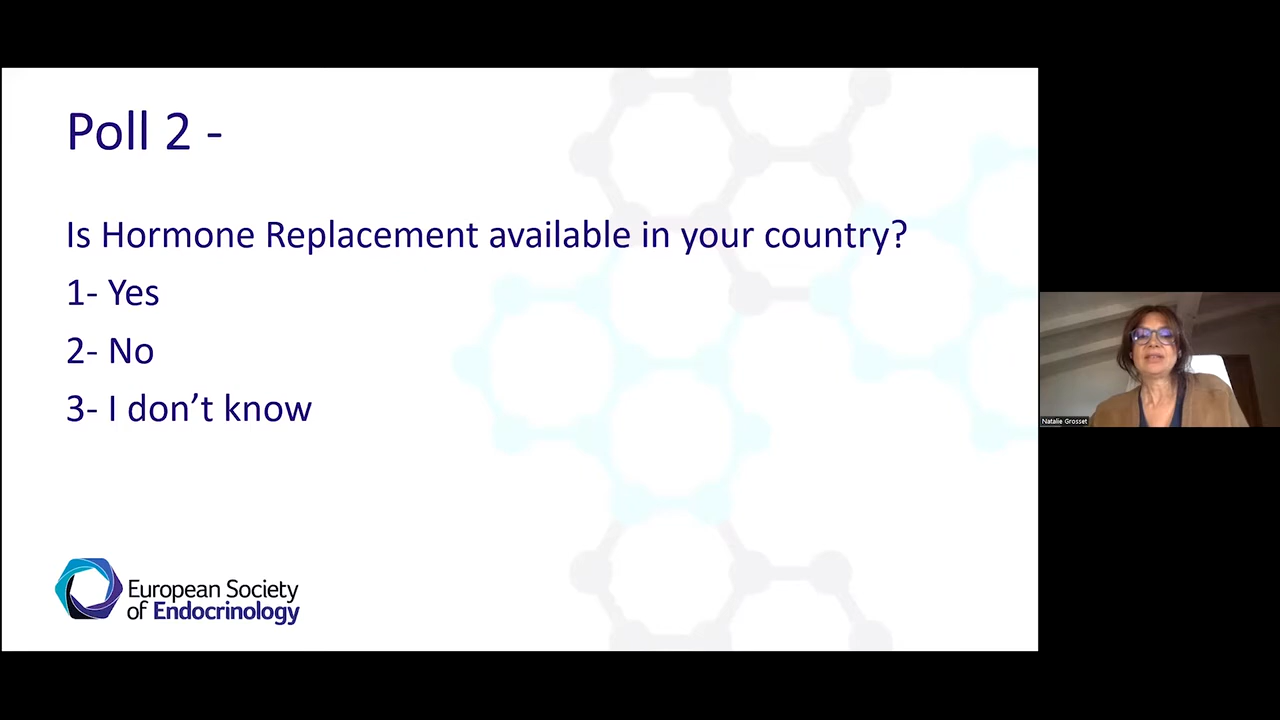 Poll 2 -
Is Hormone Replacement available in your country?
1- Yes
2- No
3- I don’t know
European Society
of Endocrinology
Natalie Grosset